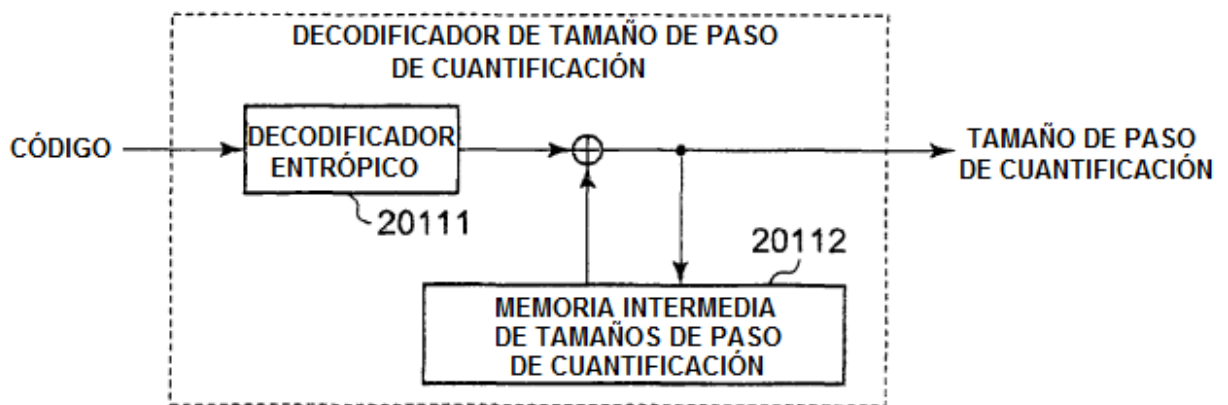 DECODIFICADOR DE TAMAÑO DE PASO
DE CUANTIFICACIÓN
CÓDIGO
DECODIFICADOR
ENTRÓPICO
TAMAÑO DE PASO
DE CUANTIFICACIÓN
20111
20112
MEMORIA INTERMEDIA
DE TAMAÑOS DE PASO
DE CUANTIFICACIÓN